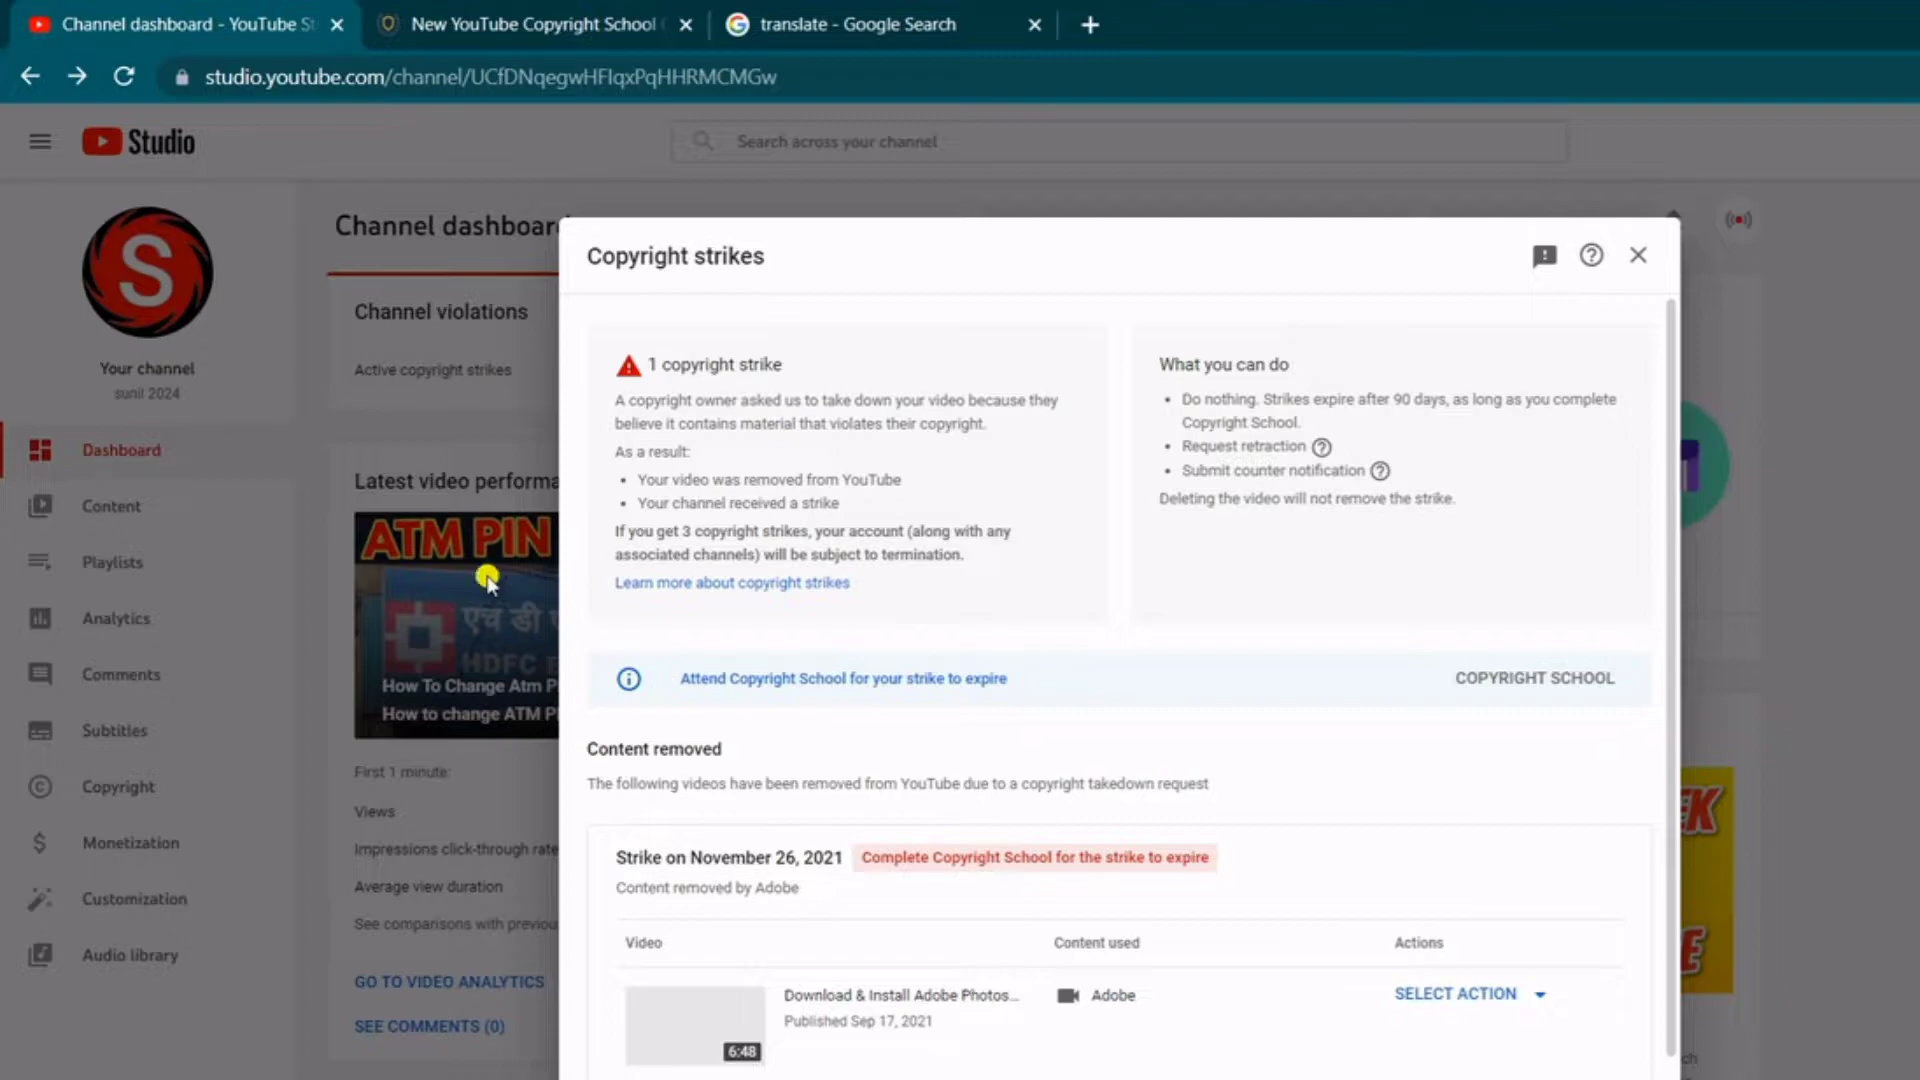 Channel dashboard - YouTube St
New YouTube Copyright School
translate - Google Search
studio.youtube.com/channel/UCfDNqegwHFIqxPqHHRMCMGw
Studio
Search across your channel
S
Your channel
sunil 2024
Dashboard
Content
Playlists
Analytics
Comments
Subtitles
Copyright
Monetization
Customization
Audio library
Channel dashboar
Channel violations
Active copyright strikes
Latest video performa
ATM PIN
एच डी
HDFC
How To Change Atm P
How to change ATM P
First 1 minute:
Views
Impressions click-through rate
Average view duration
See comparisons with previou
GO TO VIDEO ANALYTICS
SEE COMMENTS (0)
Copyright strikes
1 copyright strike
A copyright owner asked us to take down your video because they
believe it contains material that violates their copyright.
As a result:
• Your video was removed from YouTube
• Your channel received a strike
If you get 3 copyright strikes, your account (along with any
associated channels) will be subject to termination.
Learn more about copyright strikes
What you can do
• Do nothing. Strikes expire after 90 days, as long as you complete
Copyright School.
• Request retraction
• Submit counter notification
Deleting the video will not remove the strike.
Attend Copyright School for your strike to expire
COPYRIGHT SCHOOL
Content removed
The following videos have been removed from YouTube due to a copyright takedown request
Strike on November 26, 2021
Complete Copyright School for the strike to expire
Content removed by Adobe
Video
Content used
Actions
Download & Install Adobe Photos...
Published Sep 17, 2021
6:48
Adobe
SELECT ACTION
EK
E
ch